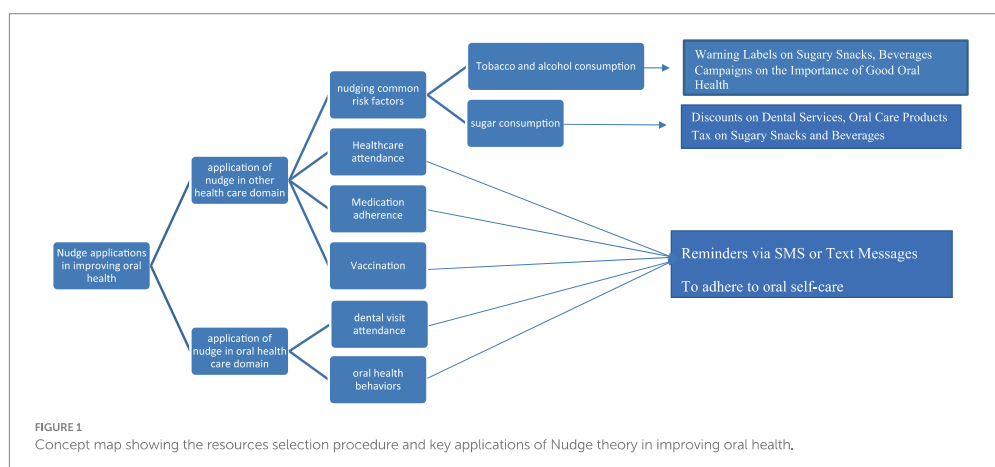 Nudge applications
in improving oral
health
application of
nudge in other
health care domain
application of
nudge in oral health
care domain
nudging common
risk factors
Healthcare
attendance
Medication
adherence
Vaccination
dental visit
attendance
oral health
behaviors
Tobacco and alcohol consumption
sugar consumption
Warning Labels on Sugary Snacks, Beverages
Campaigns on the Importance of Good Oral
Health
Discounts on Dental Services, Oral Care Products
Tax on Sugary Snacks and Beverages
Reminders via SMS or Text Messages
To adhere to oral self-care
FIGURE 1
Concept map showing the resources selection procedure and key applications of Nudge theory in improving oral health.